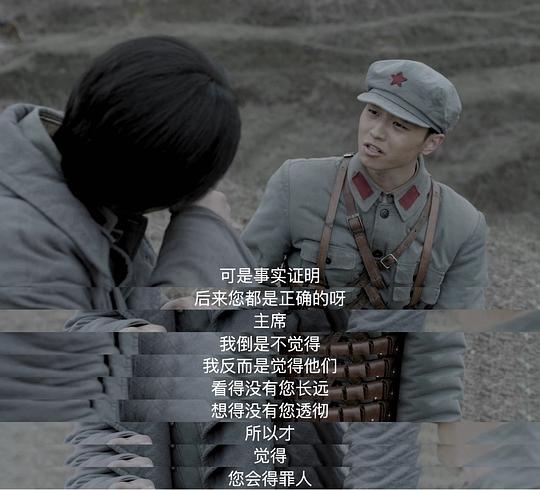 可是事实证明
后来您都是正确的呀
主席
我倒是不觉得
我反而是觉得他们
看得没有您长远
想得没有您透彻
所以才
觉得
您会得罪人